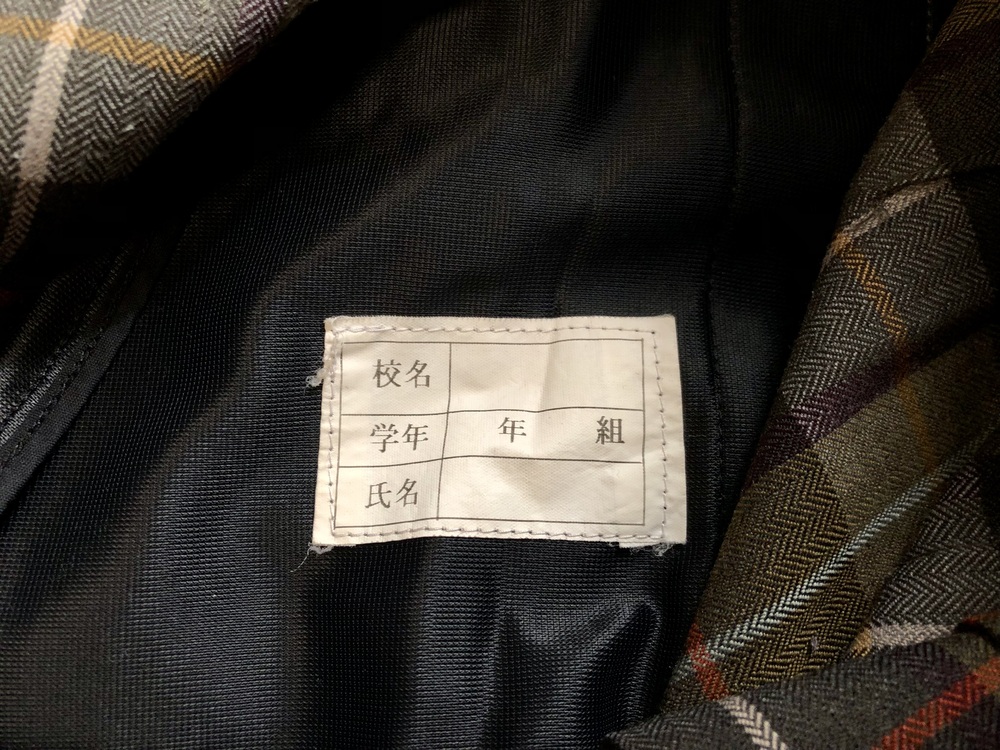 校名
学年 年 組
氏名